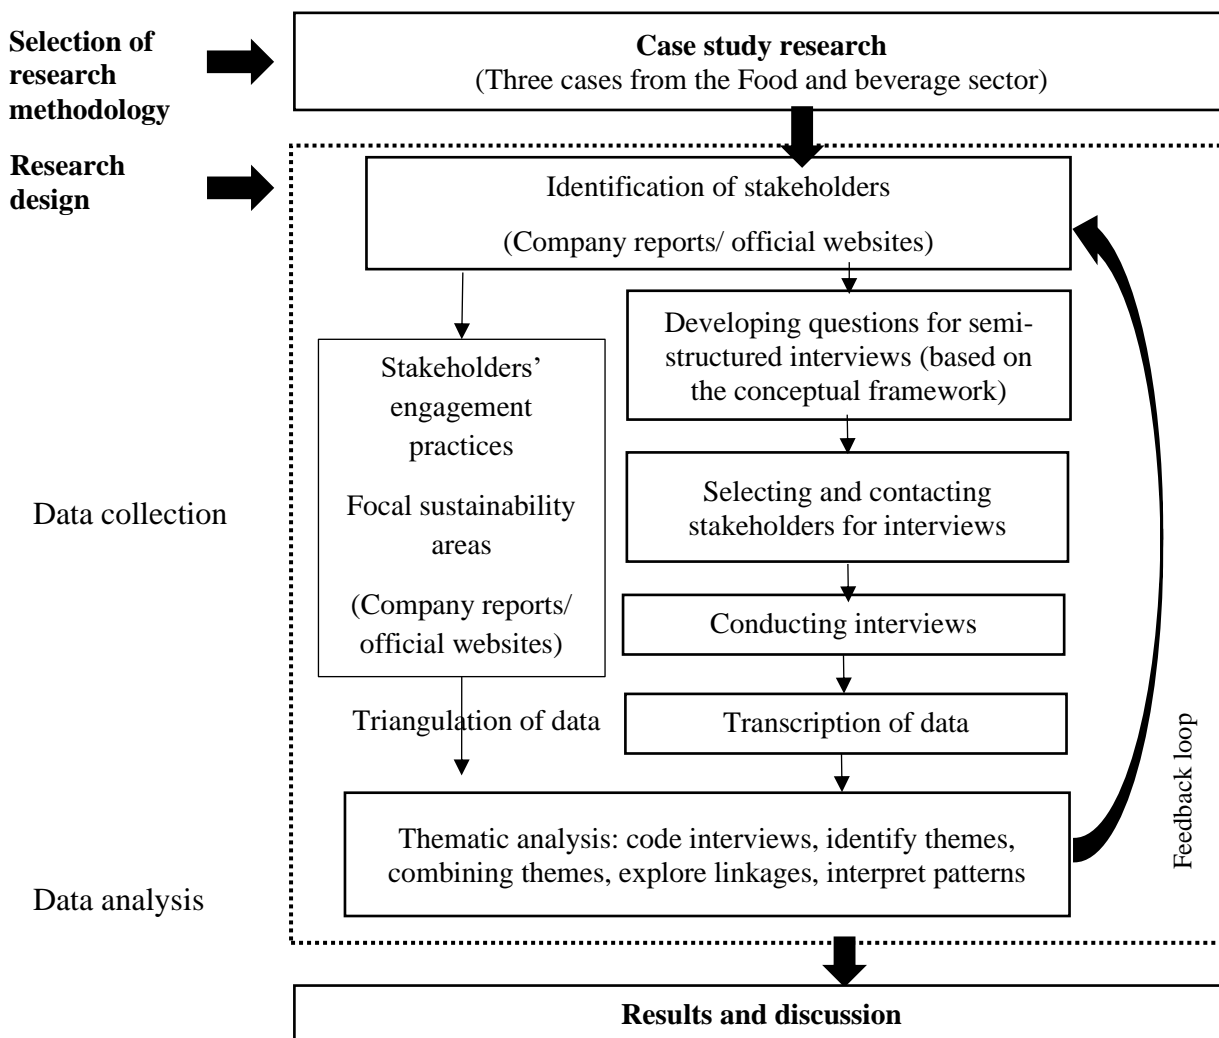 Selection of
research
methodology
Case study research
(Three cases from the Food and beverage sector)
Research
design
Identification of stakeholders
(Company reports/ official websites)
Stakeholders’
engagement
practices
Focal sustainability
areas
(Company reports/
official websites)
Developing questions for semi-
structured interviews (based on
the conceptual framework)
Data collection
Selecting and contacting
stakeholders for interviews
Conducting interviews
Triangulation of data
Transcription of data
Feedback loop
Thematic analysis: code interviews, identify themes,
combining themes, explore linkages, interpret patterns
Data analysis
Results and discussion